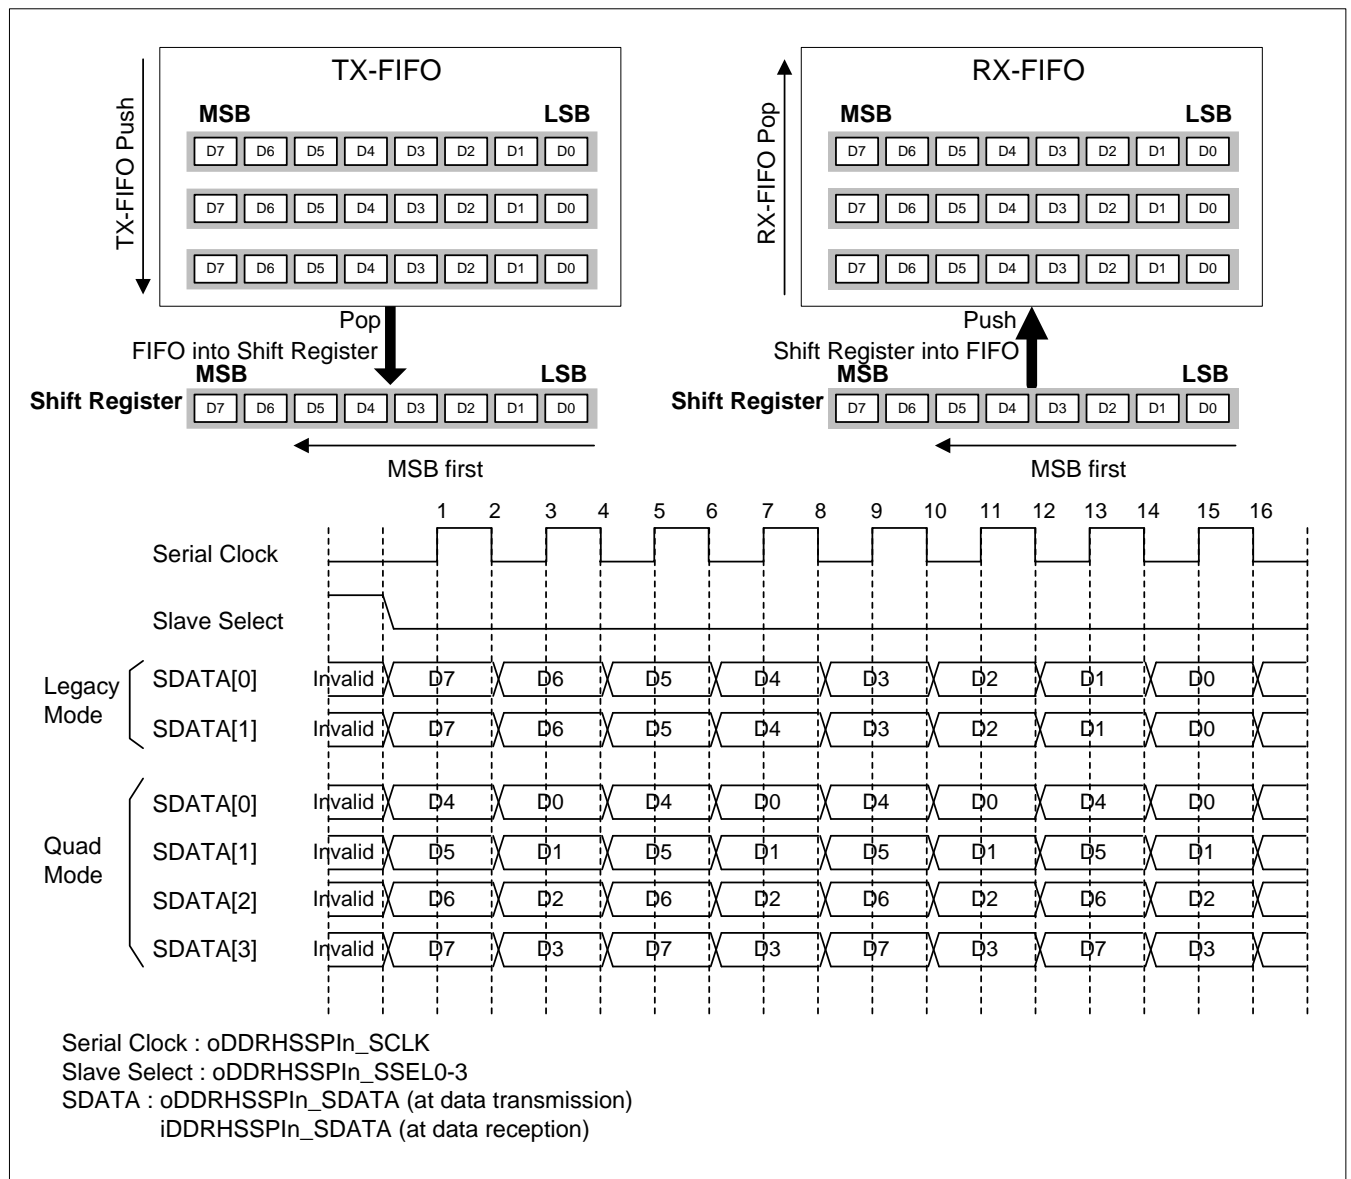 TX-FIFO
RX-FIFO
TX-FIFO Push
RX-FIFO Pop
MSB LSB
MSB LSB
D7 D6 D5 D4 D3 D2 D1 D0
D7 D6 D5 D4 D3 D2 D1 D0
D7 D6 D5 D4 D3 D2 D1 D0
D7 D6 D5 D4 D3 D2 D1 D0
D7 D6 D5 D4 D3 D2 D1 D0
D7 D6 D5 D4 D3 D2 D1 D0
Pop
FIFO into Shift Register
Push
Shift Register into FIFO
MSB LSB
MSB LSB
Shift Register D7 D6 D5 D4 D3 D2 D1 D0
Shift Register D7 D6 D5 D4 D3 D2 D1 D0
MSB first
MSB first
1 2 3 4 5 6 7 8 9 10 11 12 13 14 15 16
Serial Clock
Slave Select
Legacy
Mode
SDATA[0] Invalid D7 D6 D5 D4 D3 D2 D1 D0
SDATA[1] Invalid D7 D6 D5 D4 D3 D2 D1 D0
Quad
Mode
SDATA[0] Invalid D4 D0 D4 D0 D4 D0 D4 D0
SDATA[1] Invalid D5 D1 D5 D1 D5 D1 D5 D1
SDATA[2] Invalid D6 D2 D6 D2 D6 D2 D6 D2
SDATA[3] Invalid D7 D3 D7 D3 D7 D3 D7 D3
Serial Clock : oDDRHSSPIn_SCLK
Slave Select : oDDRHSSPIn_SSEL0-3
SDATA : oDDRHSSPIn_SDATA (at data transmission)
iDDRHSSPIn_SDATA (at data reception)